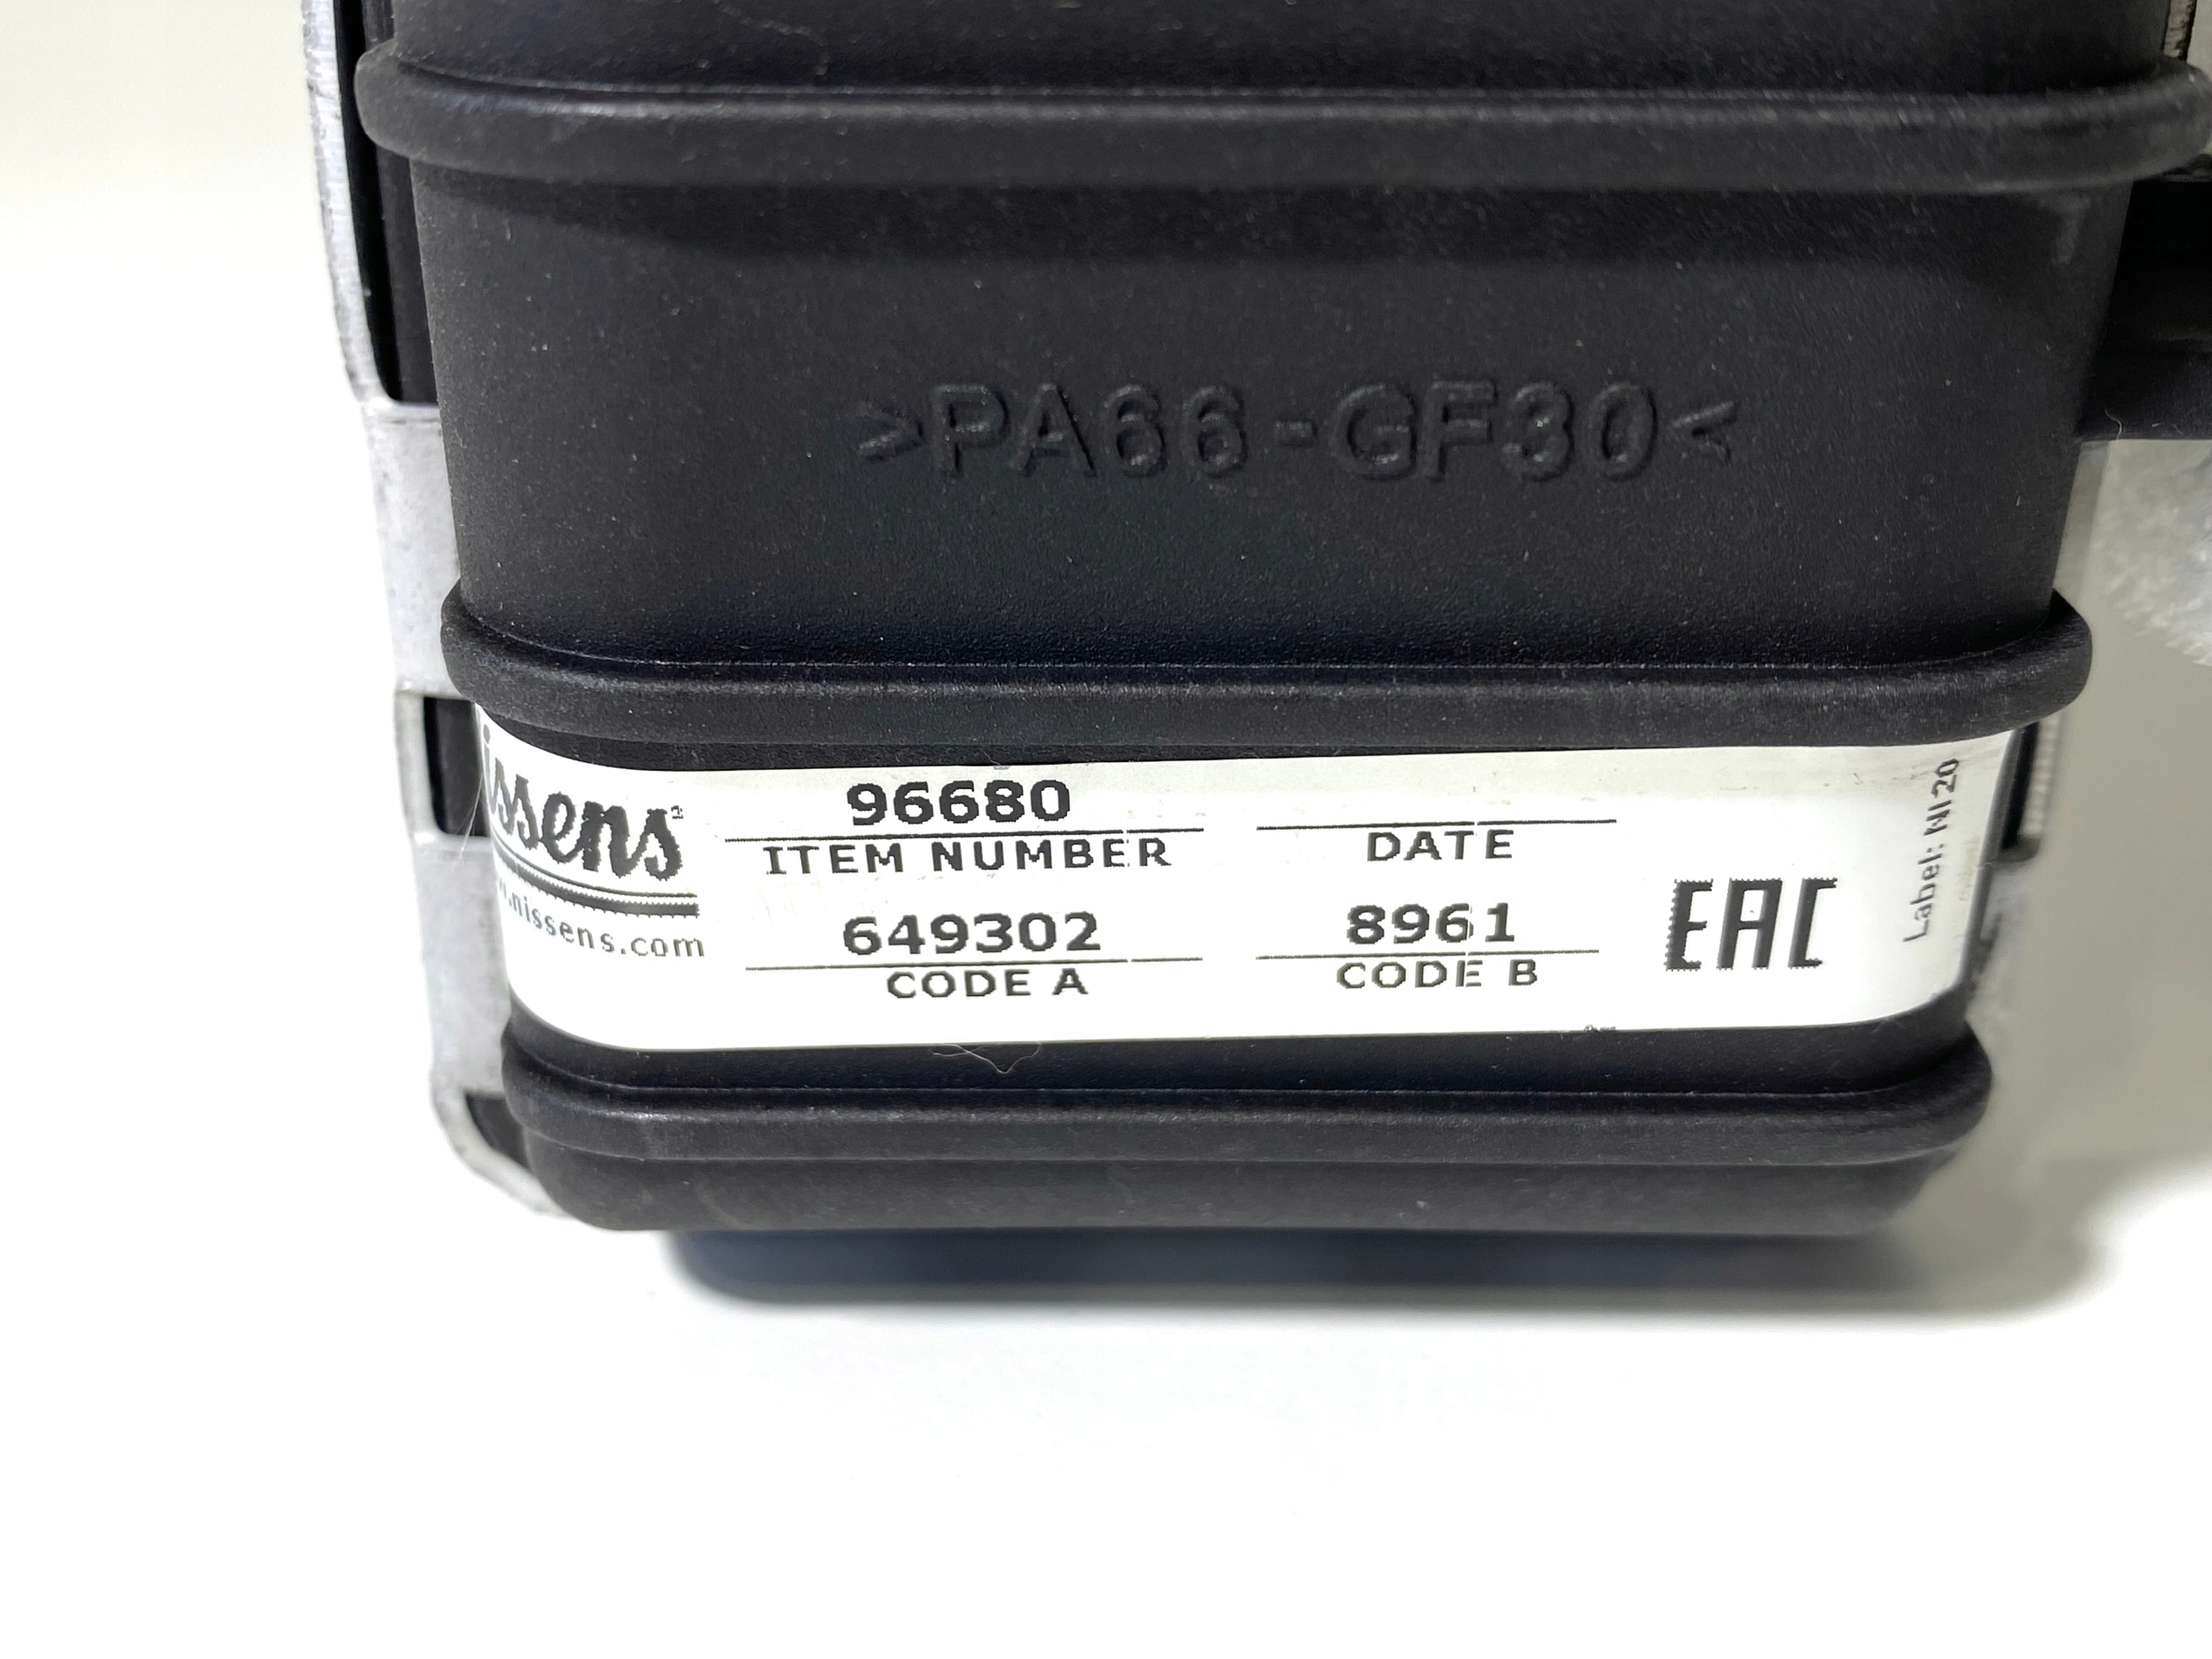 >PA66-GF30<
issens
.nissens.com
96680
ITEM NUMBER
DATE
649302
CODE A
8961
CODE B
EAC
Label: NI20